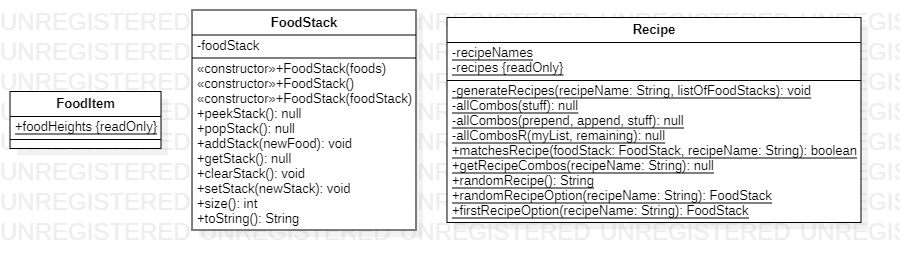 FoodItem
+foodHeights {readOnly}
FoodStack
-foodStack
«constructor»+FoodStack(foods)
«constructor»+FoodStack()
«constructor»+FoodStack(foodStack)
+peekStack(): null
+popStack(): null
+addStack(newFood): void
+getStack(): null
+clearStack(): void
+setStack(newStack): void
+size(): int
+toString(): String
Recipe
-recipeNames
-recipes {readOnly}
-generateRecipes(recipeName: String, listOfFoodStacks): void
-allCombos(stuff): null
-allCombos(prepend, append, stuff): null
-allCombosR(myList, remaining): null
+matchesRecipe(foodStack: FoodStack, recipeName: String): boolean
+getRecipeCombos(recipeName: String): null
+randomRecipe(): String
+randomRecipeOption(recipeName: String): FoodStack
+firstRecipeOption(recipeName: String): FoodStack
UNREGISTERED